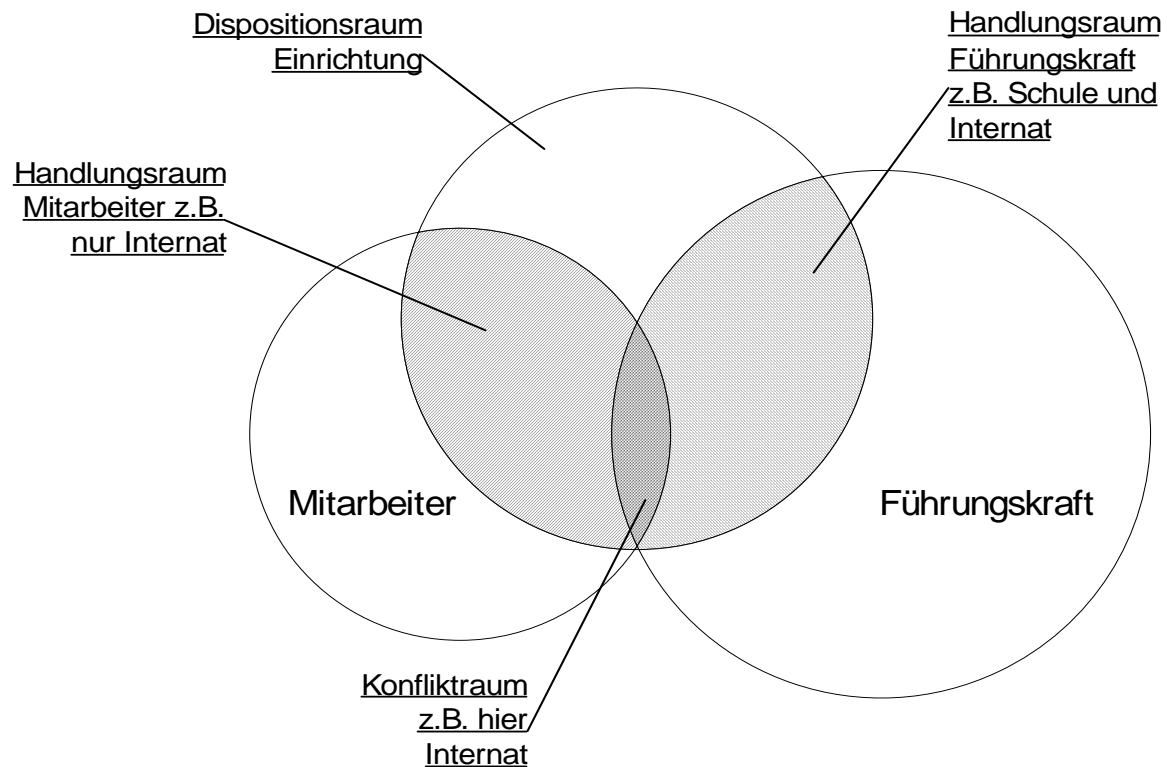 Dispositionsraum
Einrichtung
Handlungsraum
Führungskraft
z.B. Schule und
Internat
Handlungsraum
Mitarbeiter z.B.
nur Internat
Mitarbeiter
Führungskraft
Konfliktraum
z.B. hier
Internat